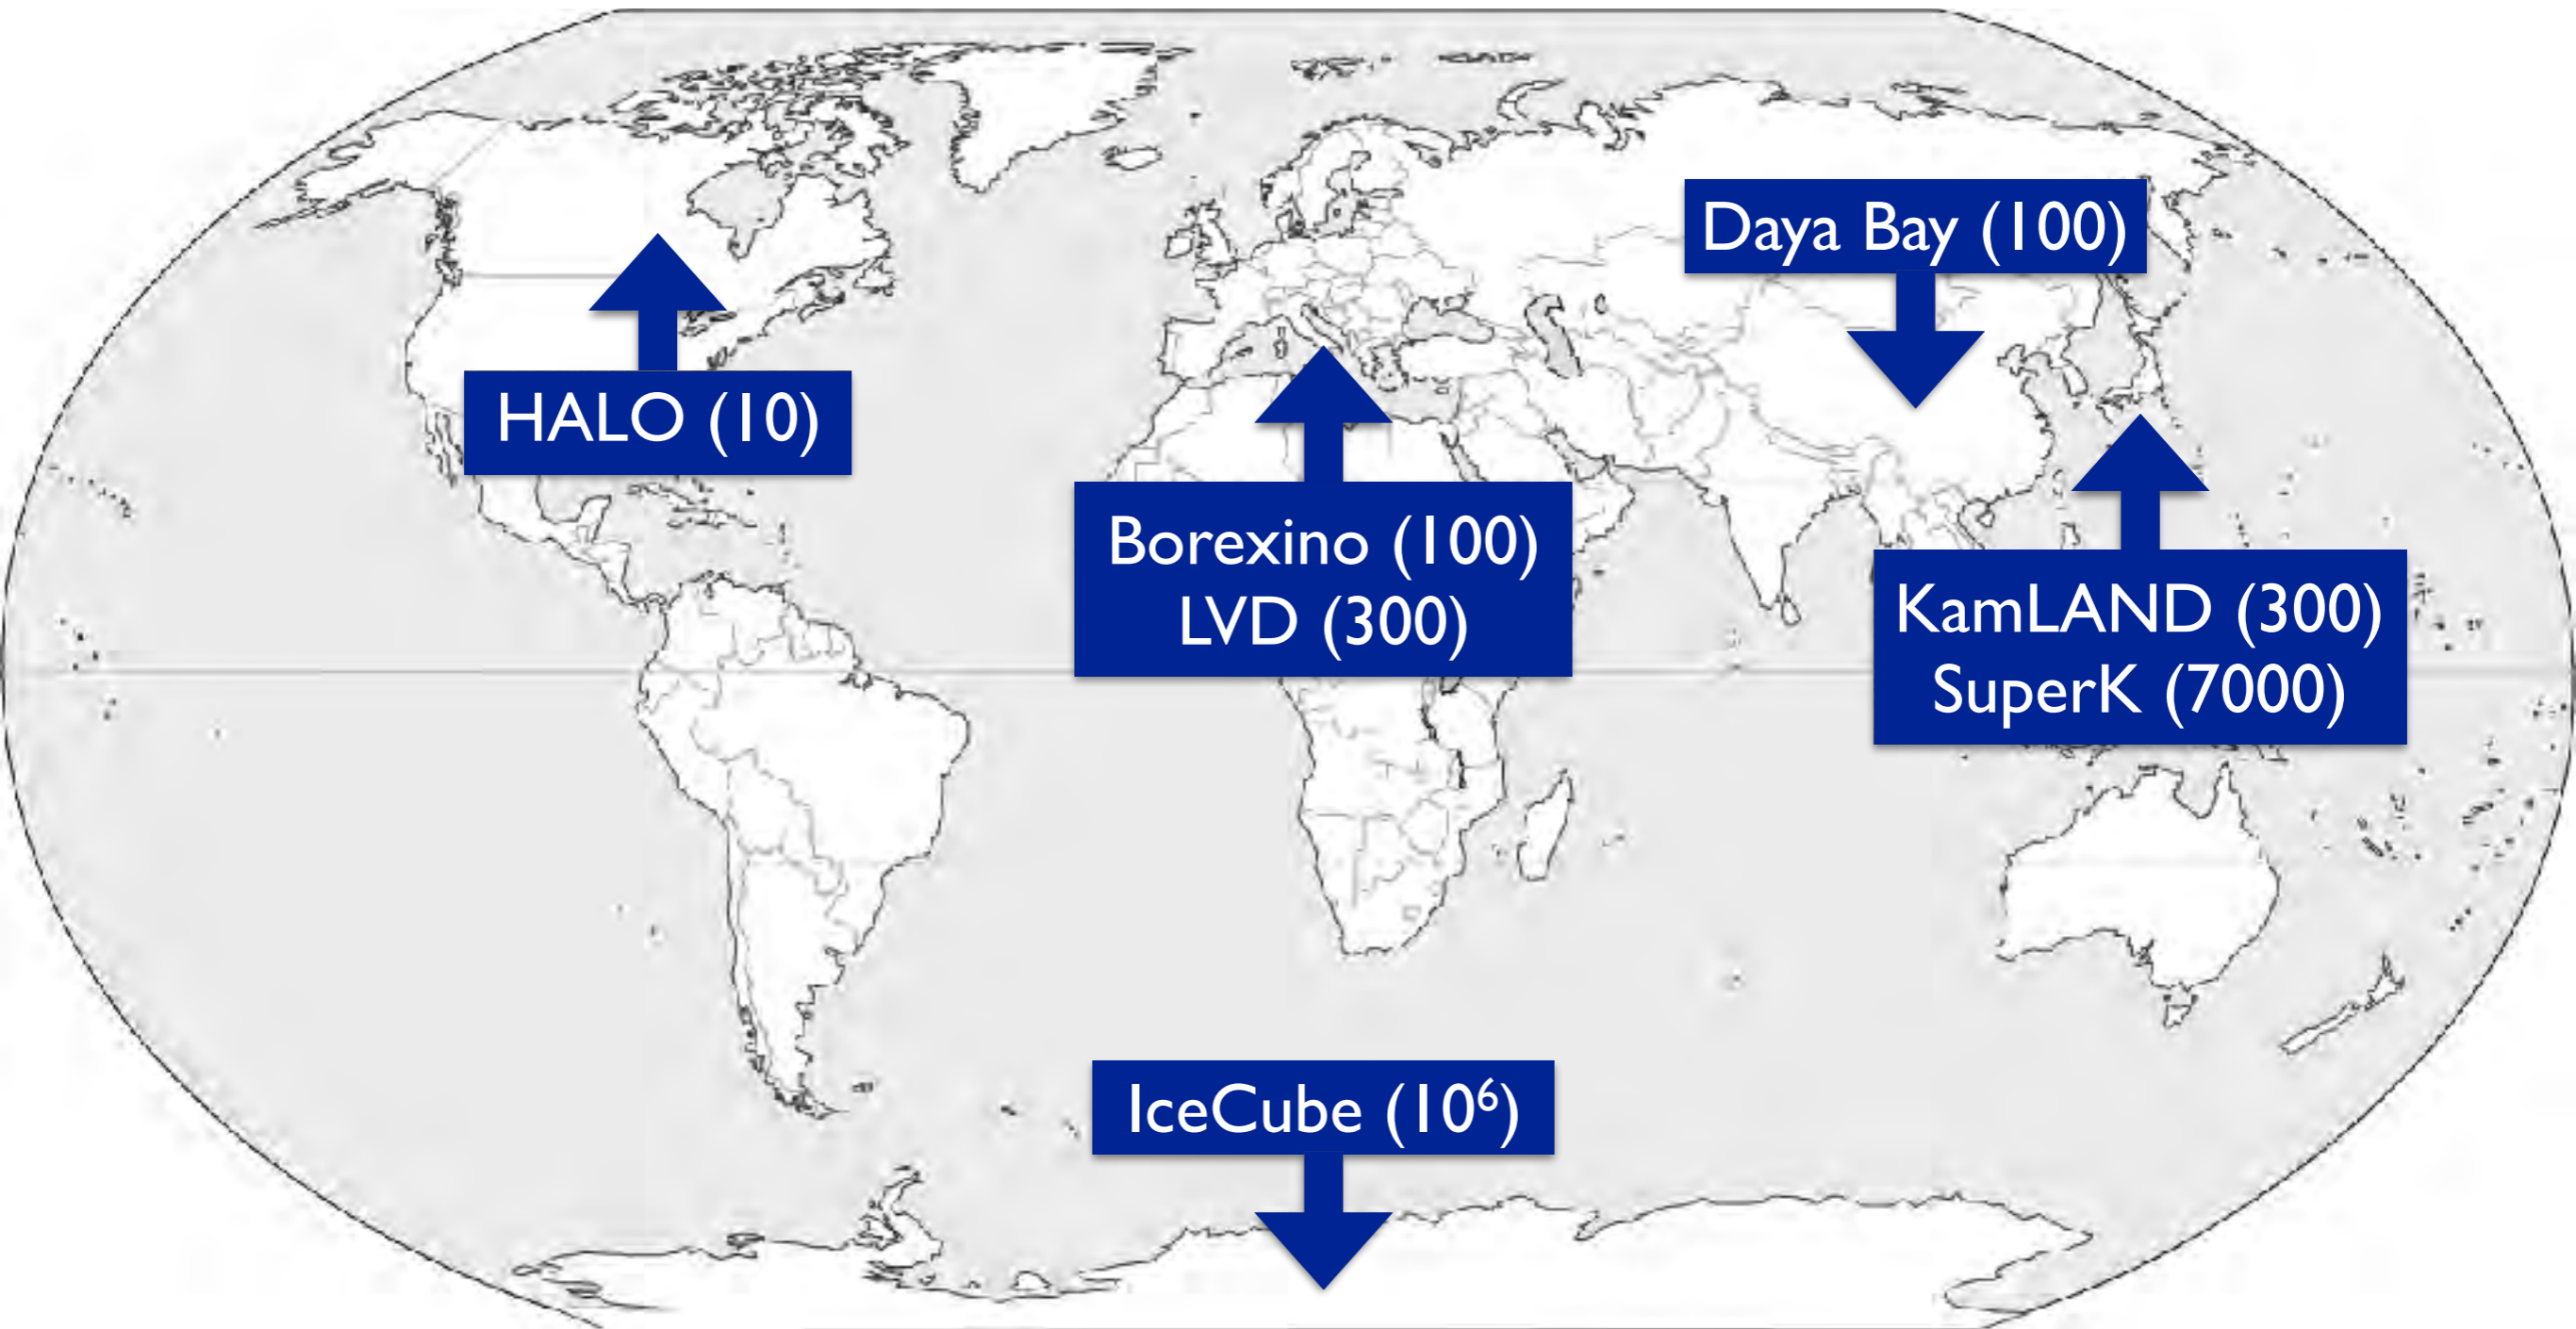 Daya Bay (100)
HALO (10)
Borexino (100)
LVD (300)
KamLAND (300)
SuperK (7000)
IceCube (10⁶)